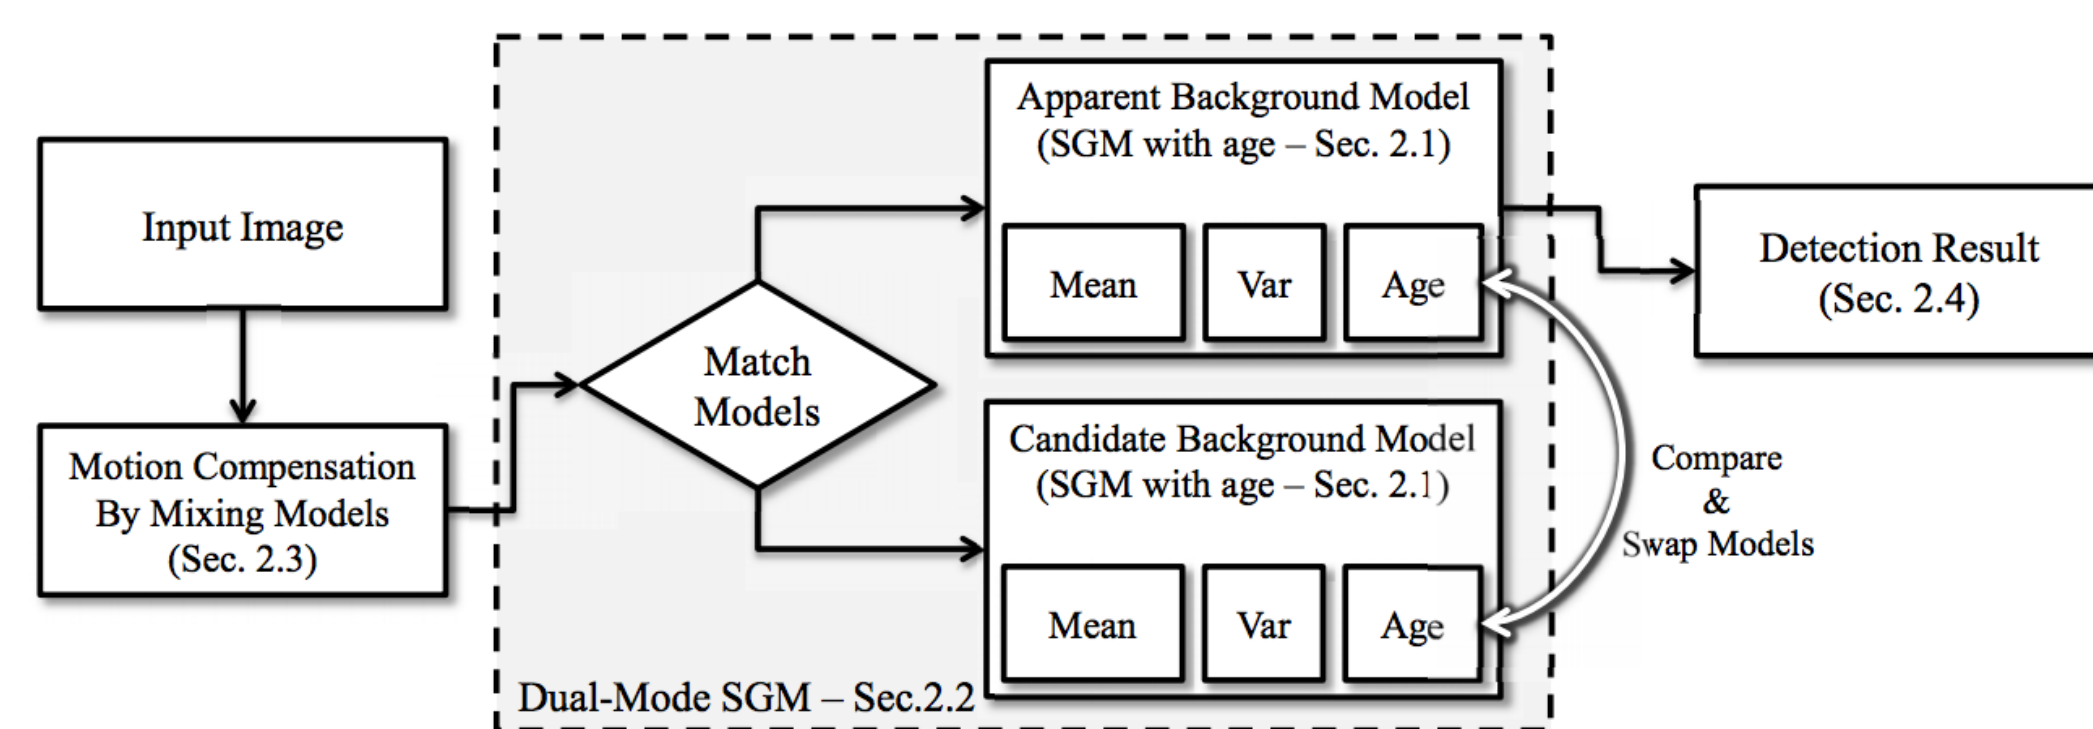 Input Image
Motion Compensation
By Mixing Models
(Sec. 2.3)
Match
Models
Apparent Background Model
(SGM with age – Sec. 2.1)
Mean
Var
Age
Candidate Background Model
(SGM with age – Sec. 2.1)
Mean
Var
Age
Dual-Mode SGM – Sec.2.2
Compare
&
Swap Models
Detection Result
(Sec. 2.4)